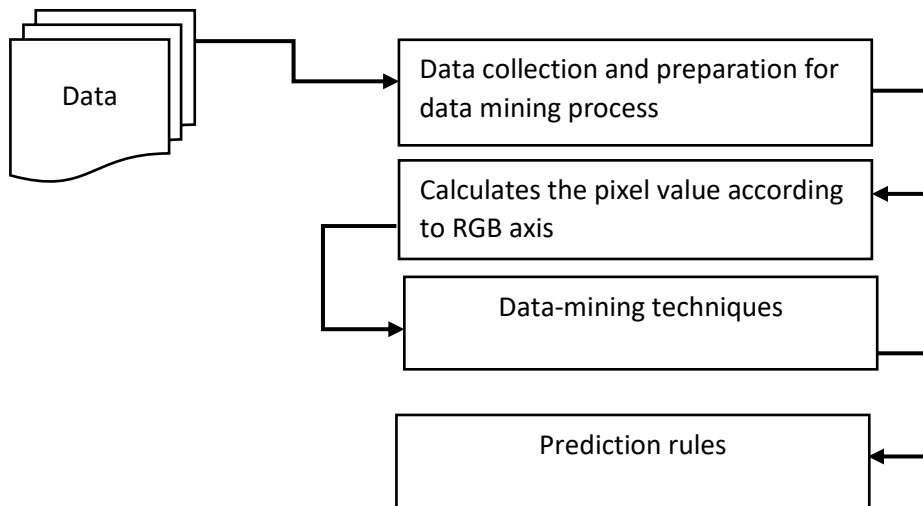 Data
Data collection and preparation for
data mining process
Calculates the pixel value according
to RGB axis
Data-mining techniques
Prediction rules